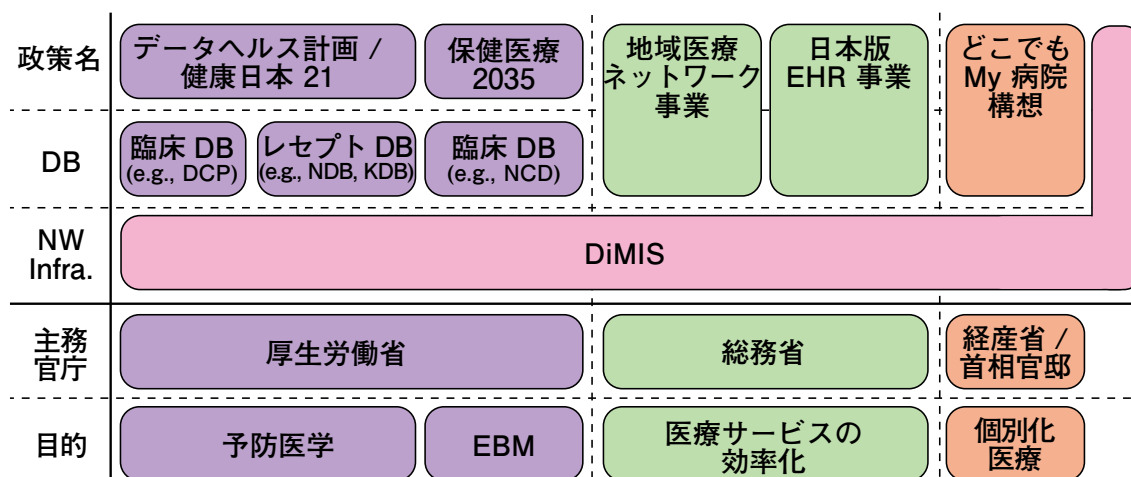 政策名
データヘルス計画 /
健康日本 21
保健医療
2035
地域医療
ネットワーク
事業
日本版
EHR 事業
どこでも
My 病院
構想
DB
臨床 DB
(e.g., DCP)
レセプト DB
(e.g., NDB, KDB)
臨床 DB
(e.g., NCD)
NW
Infra.
DiMIS
主務
官庁
厚生労働省
総務省
経産省 /
首相官邸
目的
予防医学
EBM
医療サービスの
効率化
個別化
医療